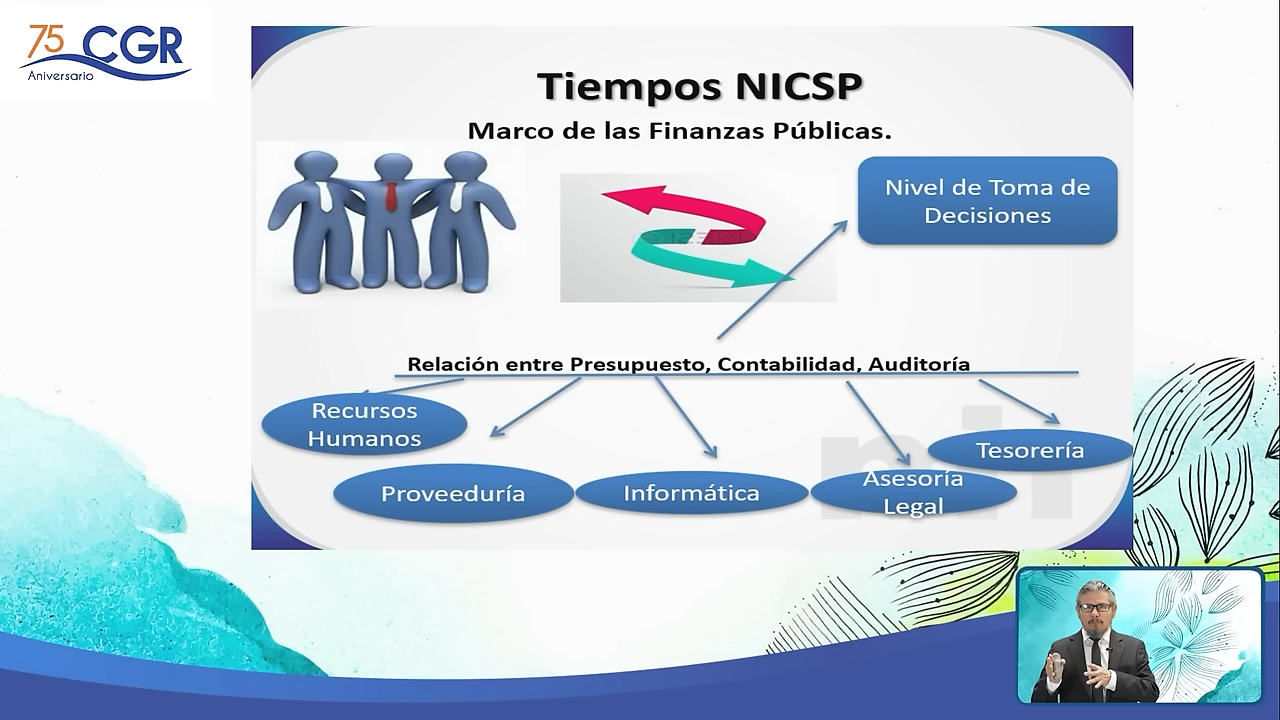 75 CGR
Aniversario
Tiempos NICSP
Marco de las Finanzas Públicas.
Nivel de Toma de
Decisiones
Relación entre Presupuesto, Contabilidad, Auditoría
Recursos
Humanos
Tesorería
Proveeduría
Informática
Asesoría
Legal